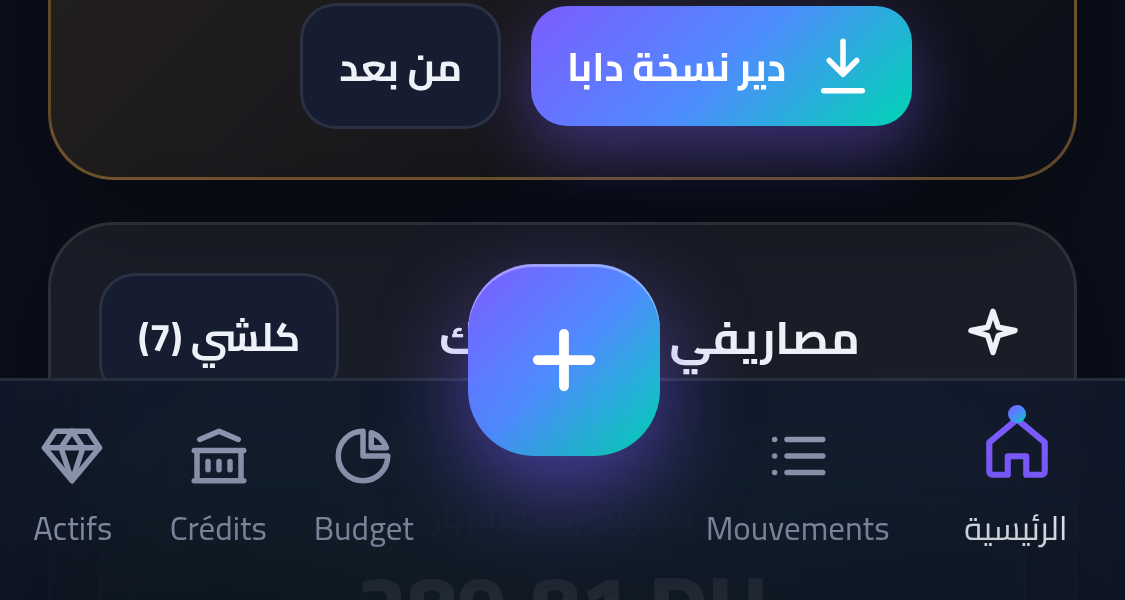 دير نسخة دابا
من بعد
مصاريفي
كلشي (7)
الرئيسية
Mouvements
Budget
Crédits
Actifs